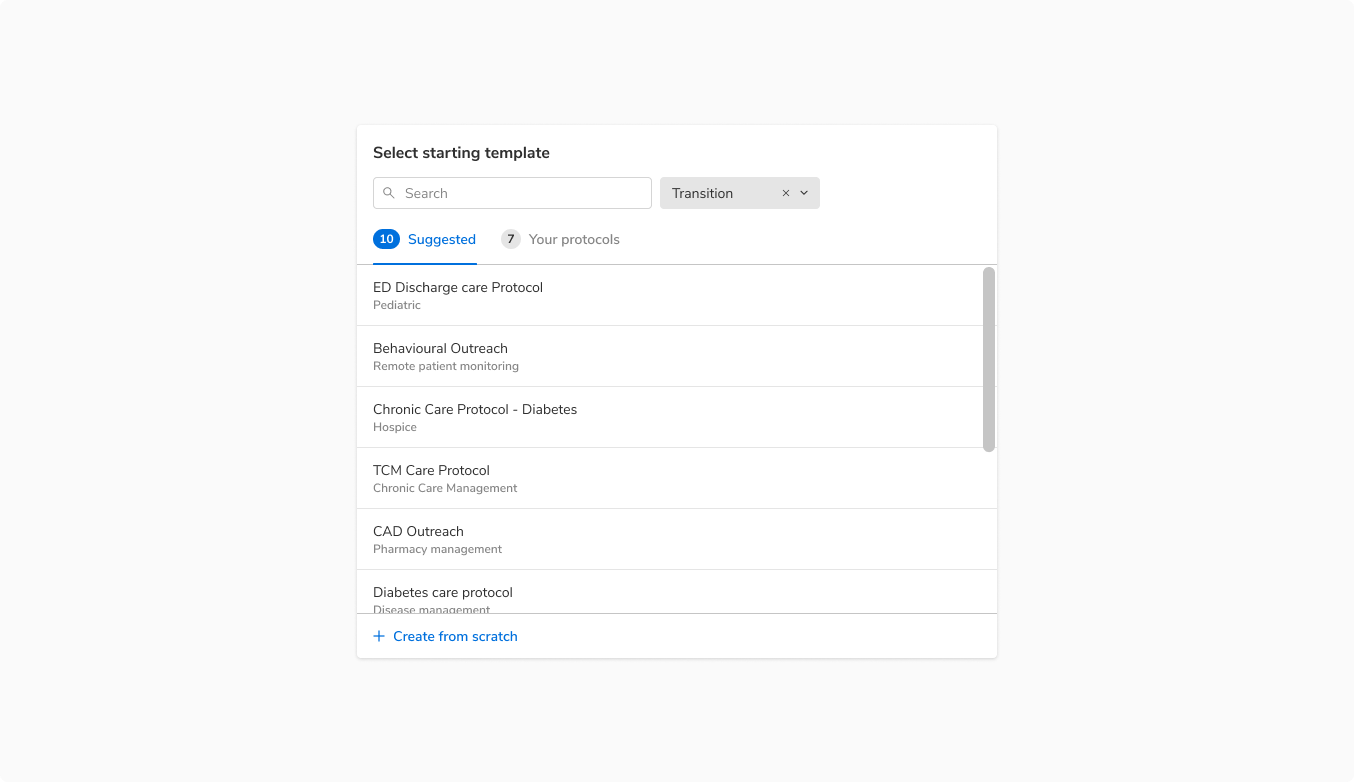 Select starting template
Search
Transition
10 Suggested 7 Your protocols
ED Discharge care Protocol
Pediatric
Behavioural Outreach
Remote patient monitoring
Chronic Care Protocol - Diabetes
Hospice
TCM Care Protocol
Chronic Care Management
CAD Outreach
Pharmacy management
Diabetes care protocol
Disease management
Create from scratch